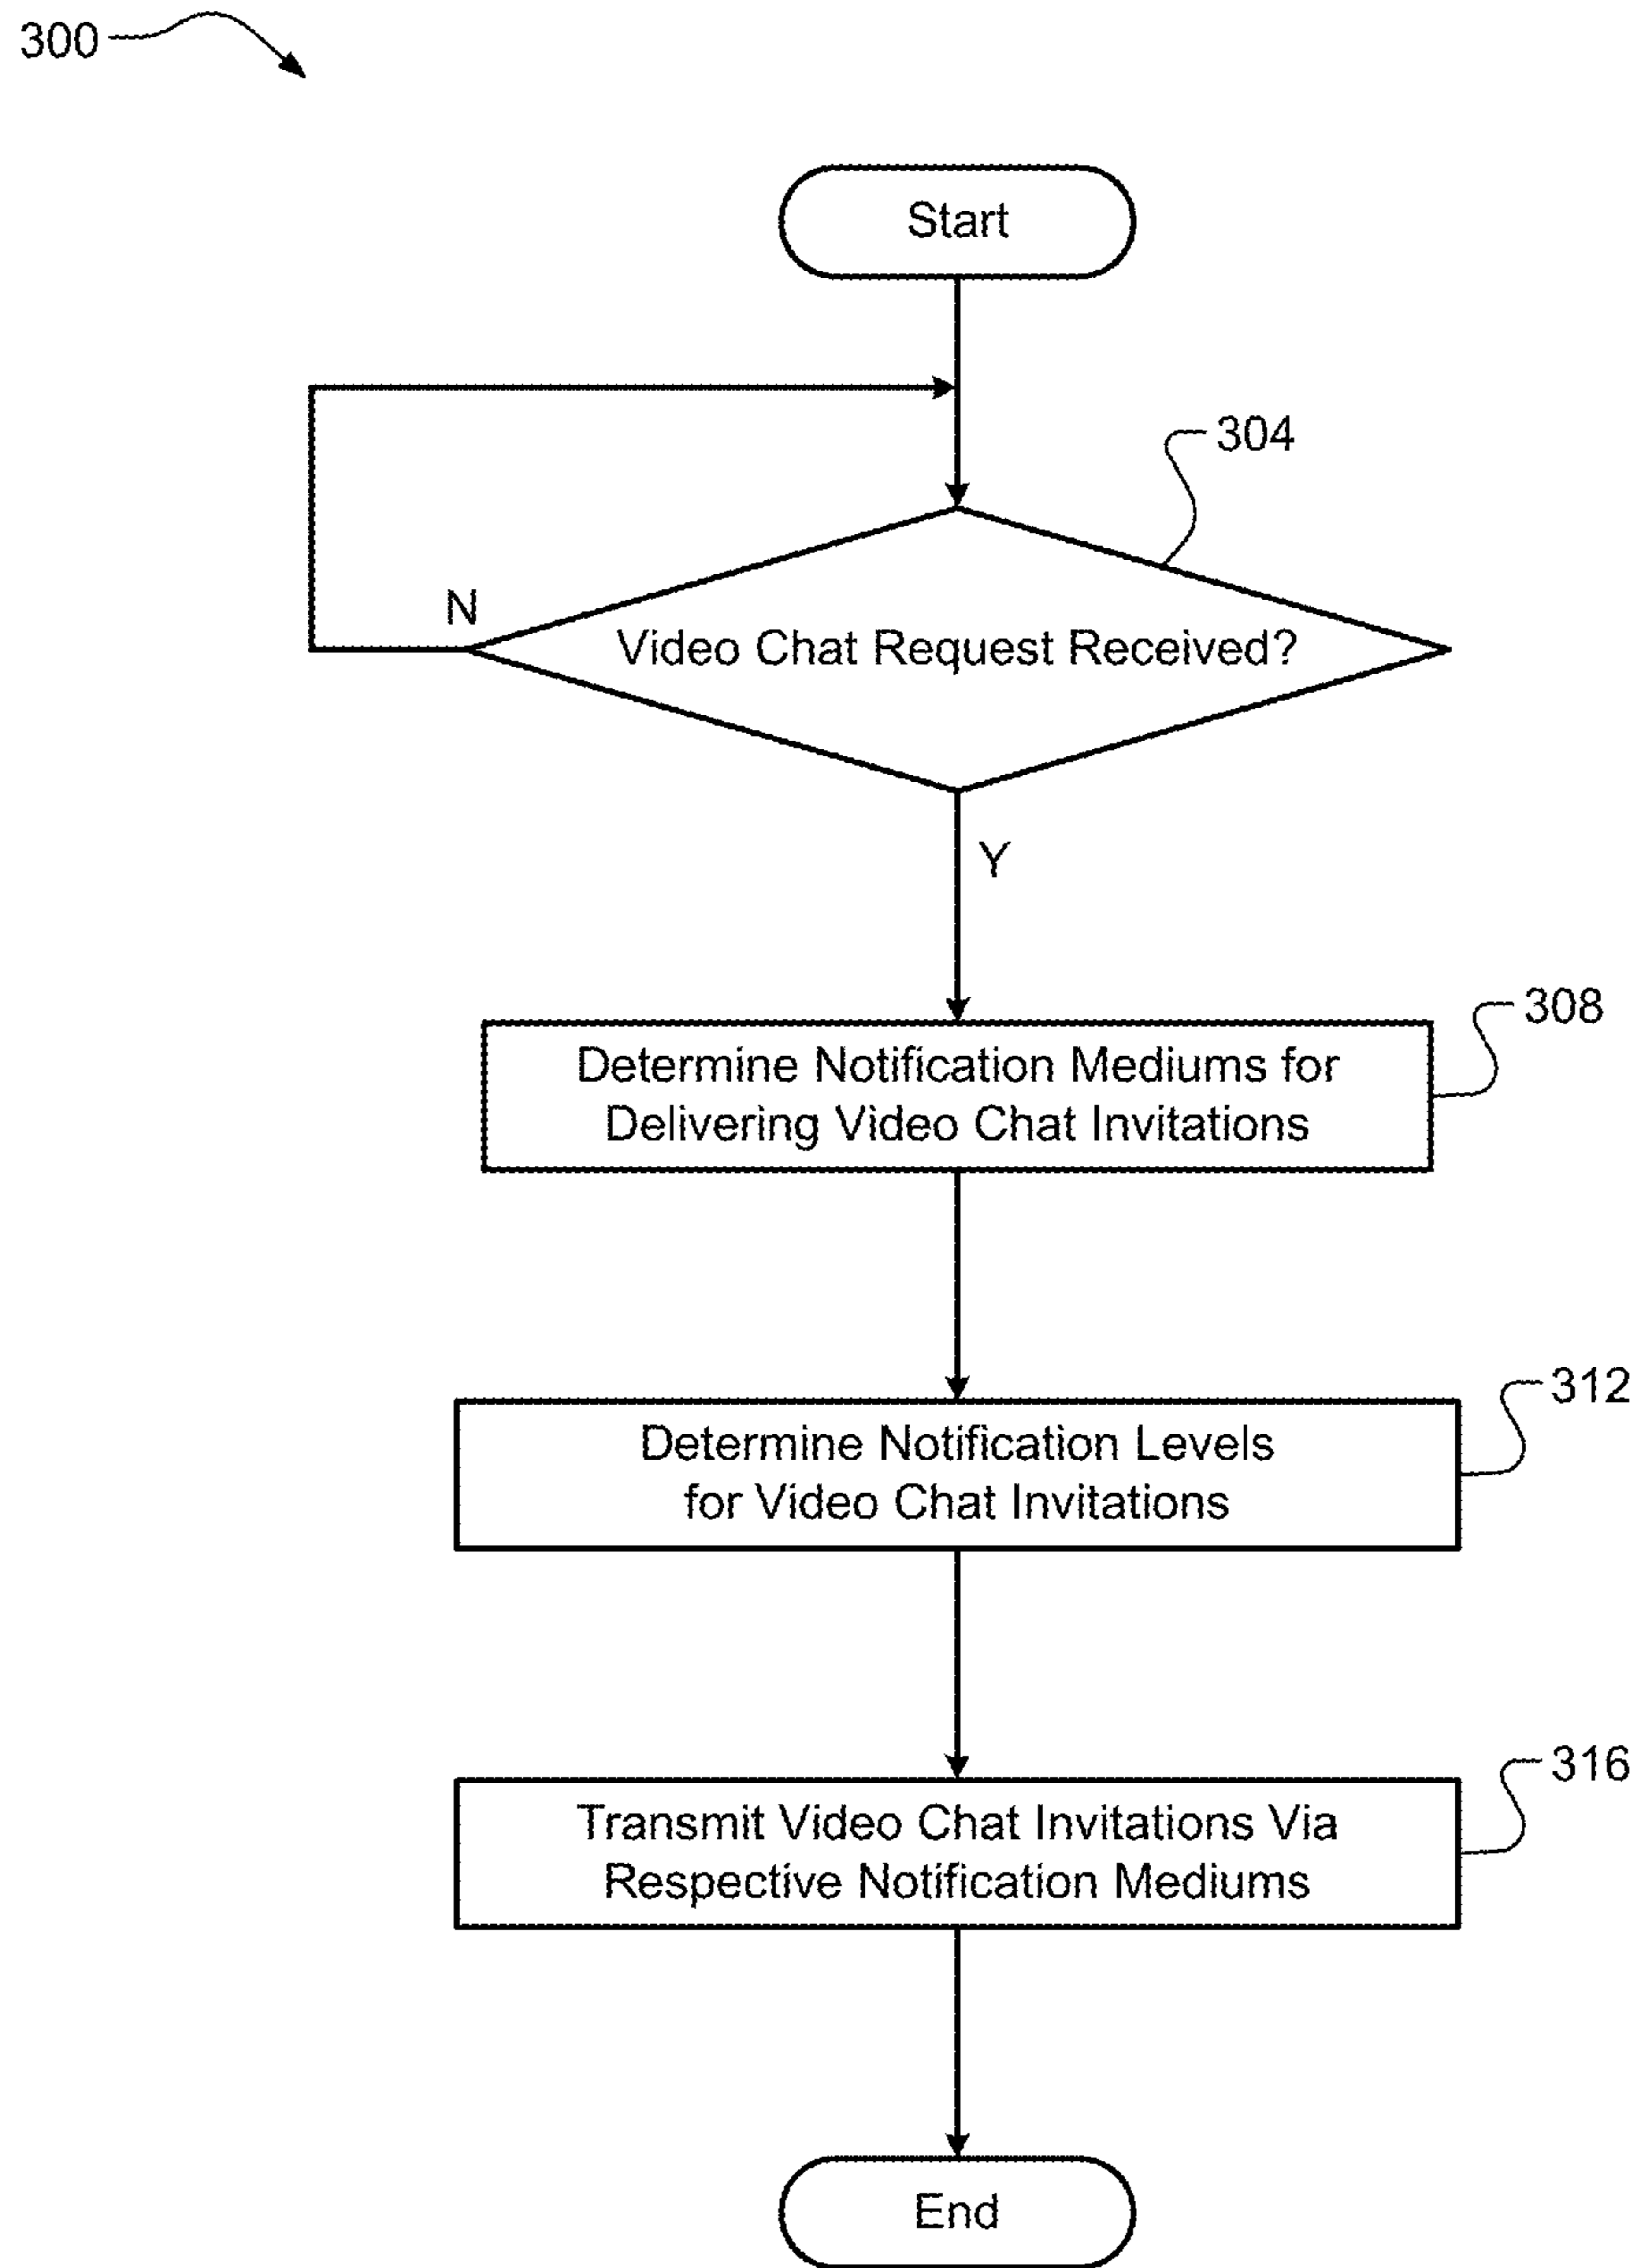 300
Start
304
N
Video Chat Request Received?
Y
308
Determine Notification Mediums for
Delivering Video Chat Invitations
312
Determine Notification Levels
for Video Chat Invitations
316
Transmit Video Chat Invitations Via
Respective Notification Mediums
End